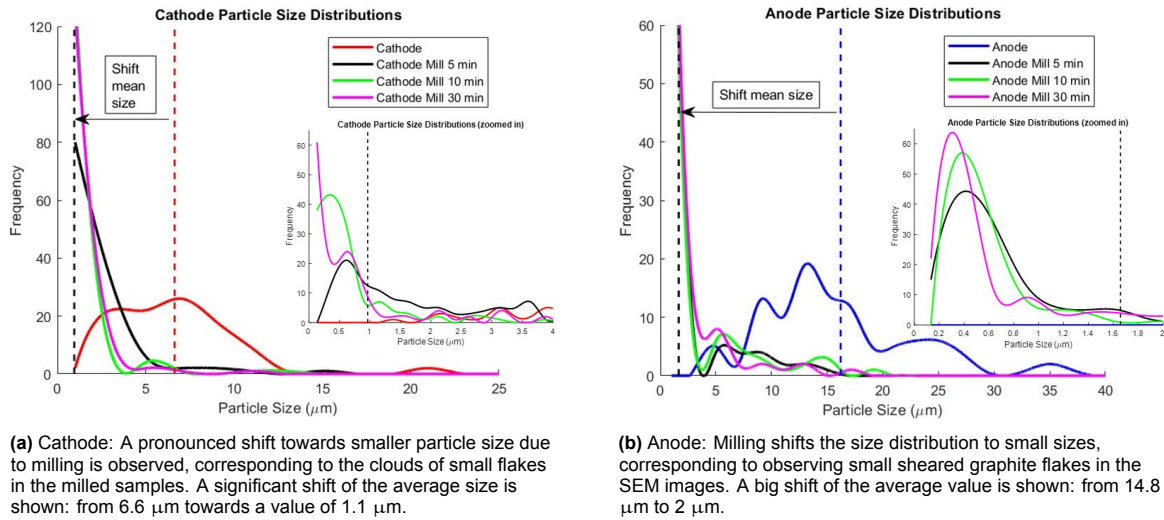 Cathode Particle Size Distributions
120
100
80
60
40
20
0
Frequency
0
5
10
15
20
25
Particle Size (μm)
Shift
mean
size
Cathode
Cathode Mill 5 min
Cathode Mill 10 min
Cathode Mill 30 min
Cathode Particle Size Distributions (zoomed in)
60
50
40
30
20
10
0
Frequency
0.5
1
1.5
2
2.5
3
3.5
4
Particle Size (μm)
Anode Particle Size Distributions
60
50
40
30
20
10
0
Frequency
0
5
10
15
20
25
30
35
40
Particle Size (μm)
Shift mean size
Anode
Anode Mill 5 min
Anode Mill 10 min
Anode Mill 30 min
Anode Particle Size Distributions (zoomed in)
60
50
40
30
20
10
0
Frequency
0
0.2
0.4
0.6
0.8
1
1.2
1.4
1.6
1.8
2
Particle Size (μm)
(a) Cathode: A pronounced shift towards smaller particle size due
to milling is observed, corresponding to the clouds of small flakes
in the milled samples. A significant shift of the average size is
shown: from 6.6 μm towards a value of 1.1 μm.
(b) Anode: Milling shifts the size distribution to small sizes,
corresponding to observing small sheared graphite flakes in the
SEM images. A big shift of the average value is shown: from 14.8
μm to 2 μm.